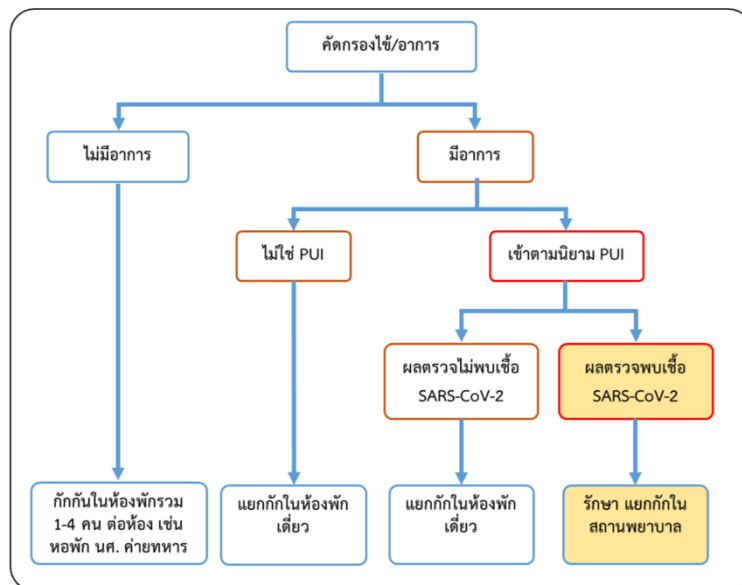 คัดกรองไข้/อาการ
ไม่มีอาการ
มีอาการ
ไม่ใช่ PUI
เข้าตามนิยาม PUI
ผลตรวจไม่พบเชื้อ
SARS-CoV-2
ผลตรวจพบเชื้อ
SARS-CoV-2
กักกันในห้องพักรวม
1-4 คน ต่อห้อง เช่น
หอพัก นศ. ค่ายทหาร
แยกกักในห้องพัก
เดี่ยว
แยกกักในห้องพัก
เดี่ยว
รักษา แยกกักใน
สถานพยาบาล